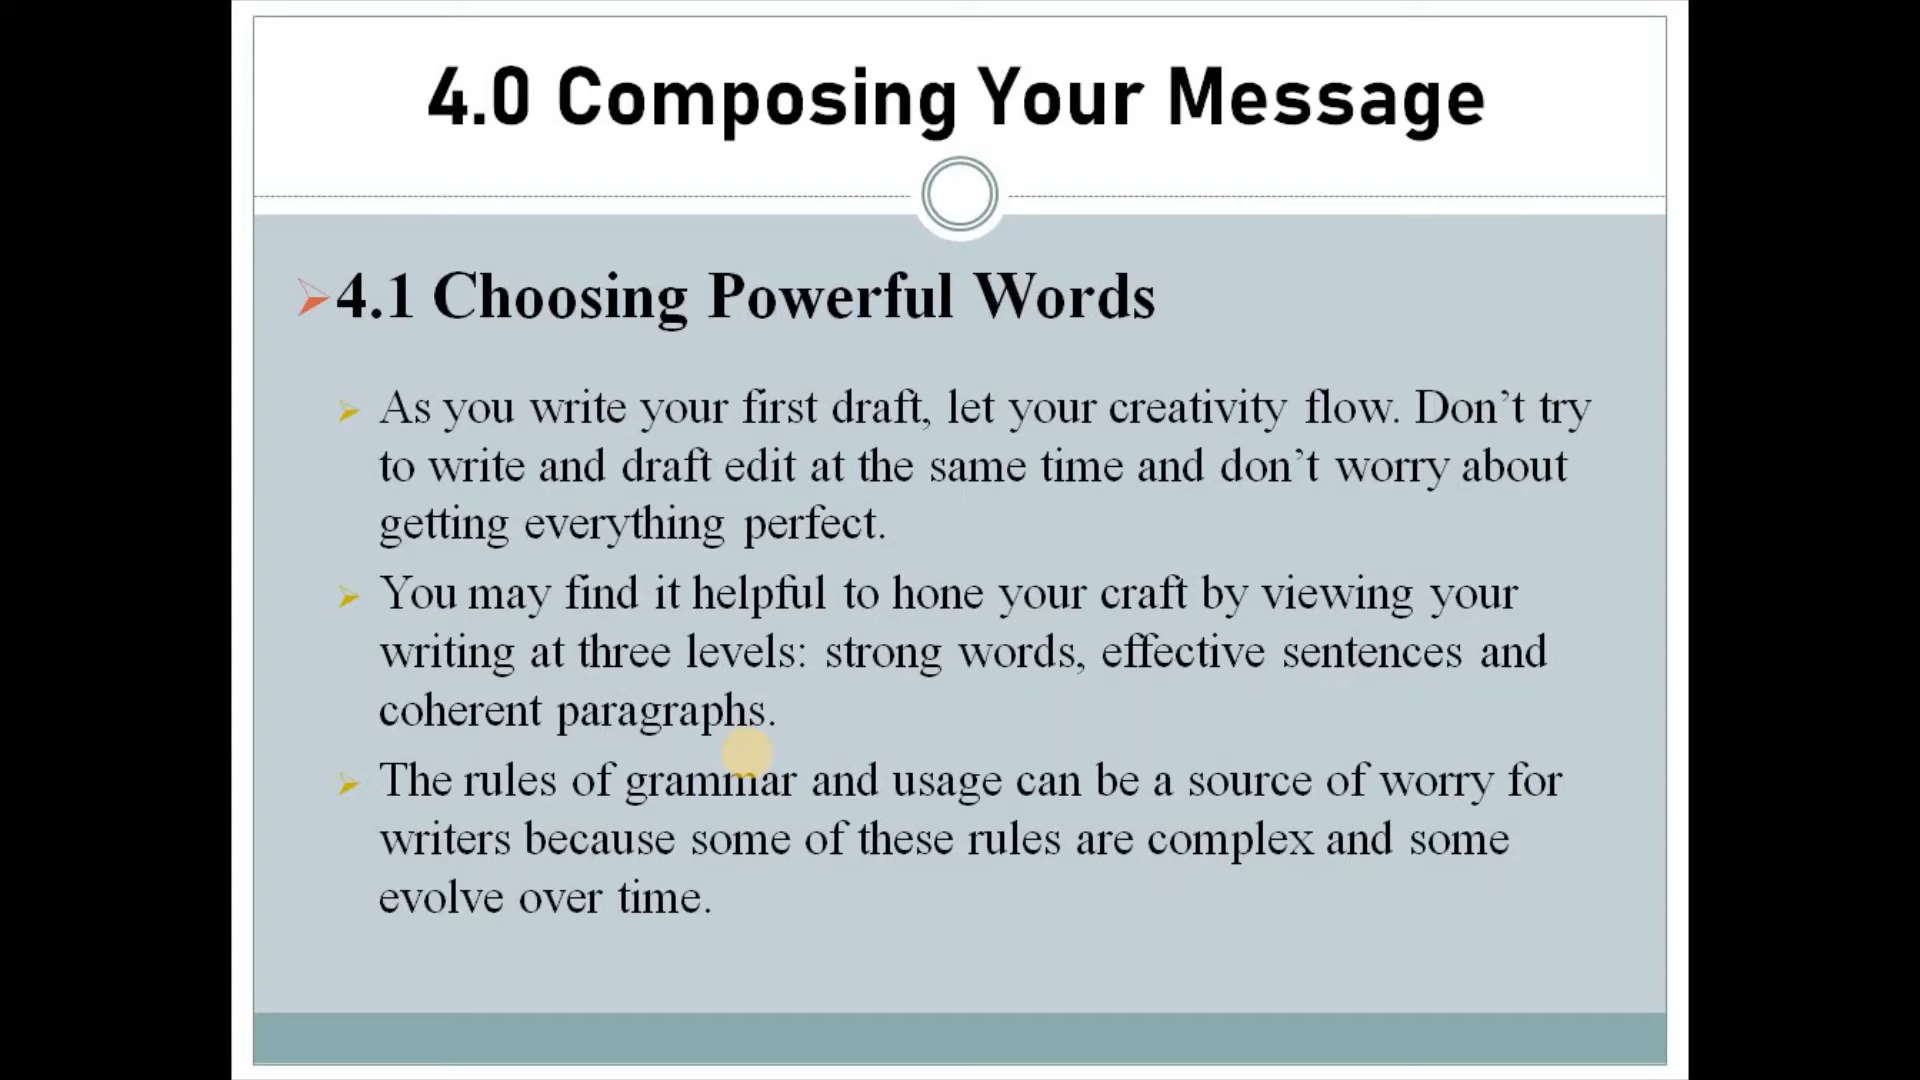 4.0 Composing Your Message
4.1 Choosing Powerful Words
As you write your first draft, let your creativity flow. Don’t try
to write and draft edit at the same time and don’t worry about
getting everything perfect.
You may find it helpful to hone your craft by viewing your
writing at three levels: strong words, effective sentences and
coherent paragraphs.
The rules of grammar and usage can be a source of worry for
writers because some of these rules are complex and some
evolve over time.